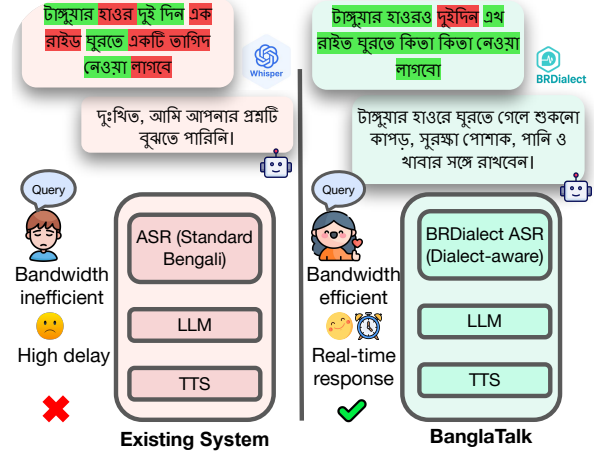 টাঙ্গুয়ার হাওর দুই দিন এক
রাইড ঘুরতে একটি তাগিদ
নেওয়া লাগবে
Whisper
দুঃখিত, আমি আপনার প্রশ্নটি
বুঝতে পারিনি।
Query
ASR (Standard
Bengali)
Bandwidth
inefficient
LLM
High delay
TTS
Existing System
টাঙ্গুয়ার হাওরও দুইদিন এখ
রাইত ঘুরতে কিতা কিতা নেওয়া
লাগবো
BRDialect
টাঙ্গুয়ার হাওরে ঘুরতে গেলে শুকনো
কাপড়, সুরক্ষা পোশাক, পানি ও
খাবার সঙ্গে রাখবেন।
Query
BRDialect ASR
(Dialect-aware)
Bandwidth
efficient
LLM
Real-time
response
TTS
BanglaTalk